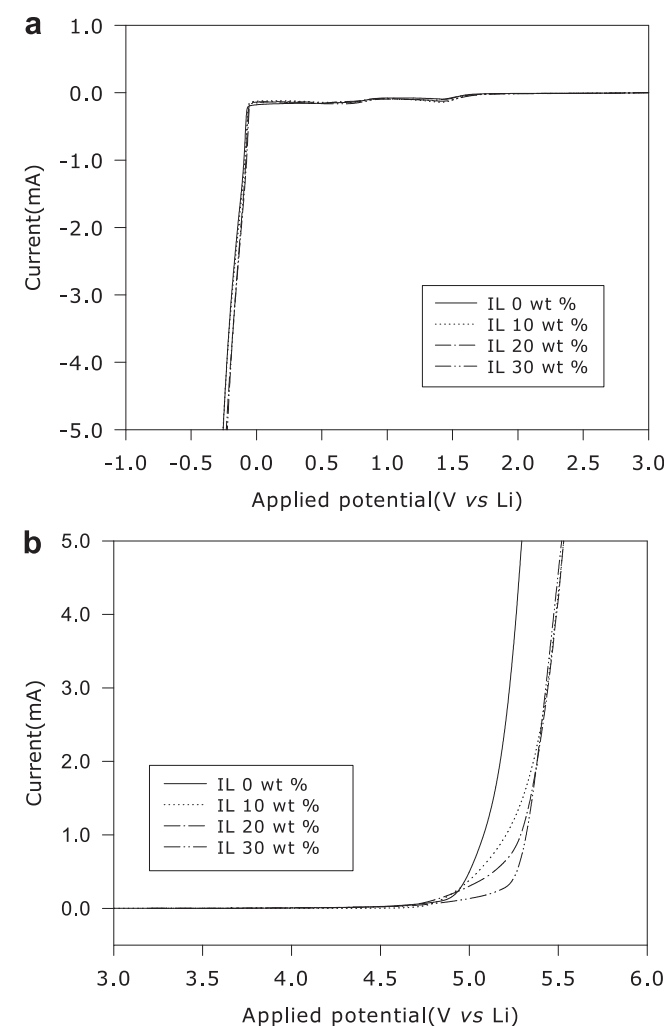 a
1.0
0.0
-1.0
-2.0
-3.0
-4.0
-5.0
Current(mA)
IL 0 wt %
IL 10 wt %
IL 20 wt %
IL 30 wt %
-1.0 -0.5 0.0 0.5 1.0 1.5 2.0 2.5 3.0
Applied potential(V vs Li)
b
5.0
4.0
3.0
2.0
1.0
0.0
Current(mA)
IL 0 wt %
IL 10 wt %
IL 20 wt %
IL 30 wt %
3.0 3.5 4.0 4.5 5.0 5.5 6.0
Applied potential(V vs Li)